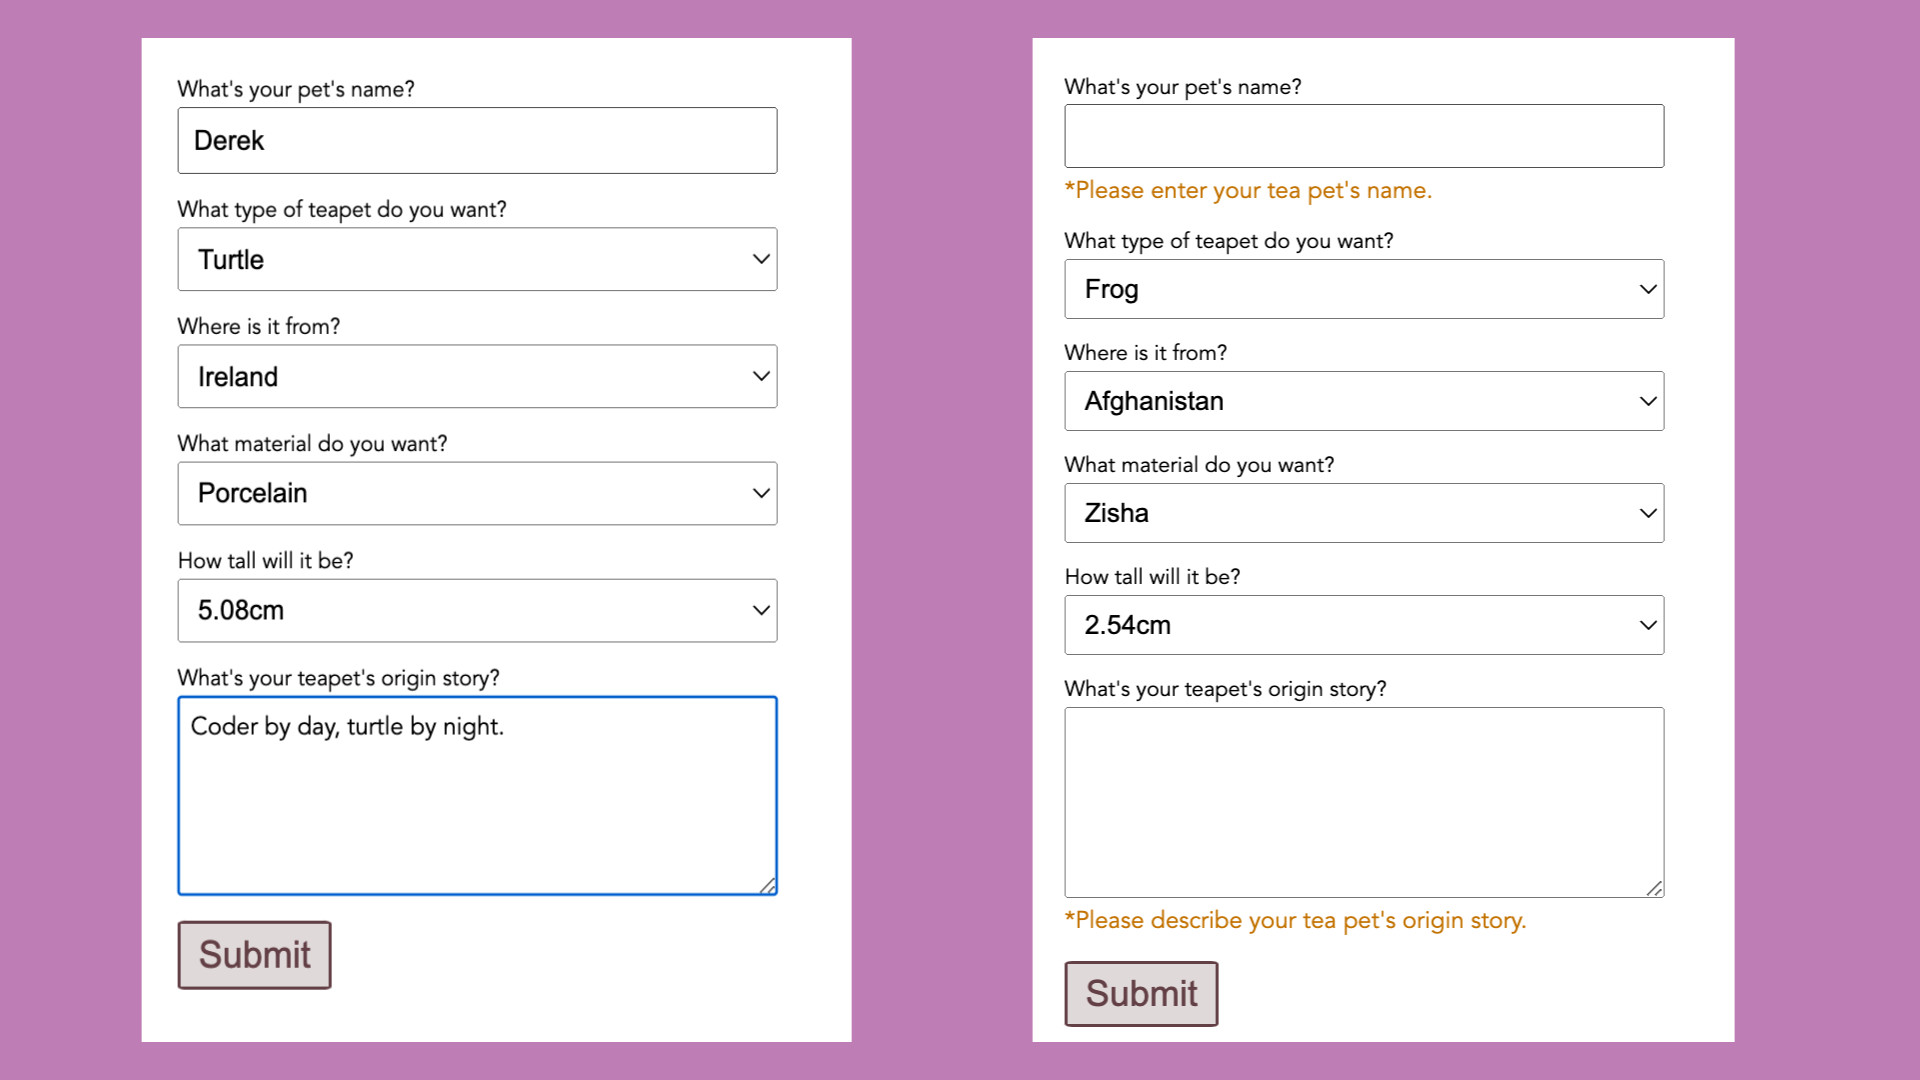 What's your pet's name?
Derek
What type of teapet do you want?
Turtle
Where is it from?
Ireland
What material do you want?
Porcelain
How tall will it be?
5.08cm
What's your teapet's origin story?
Coder by day, turtle by night.
Submit
What's your pet's name?
*Please enter your tea pet's name.
What type of teapet do you want?
Frog
Where is it from?
Afghanistan
What material do you want?
Zisha
How tall will it be?
2.54cm
What's your teapet's origin story?
*Please describe your tea pet's origin story.
Submit